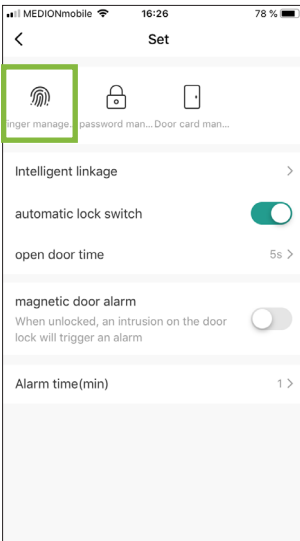 MEDIONmobile 16:26 78 %
Set
inger manage... password man... Door card man...
Intelligent linkage
automatic lock switch
open door time 5s
magnetic door alarm
When unlocked, an intrusion on the door
lock will trigger an alarm
Alarm time(min) 1